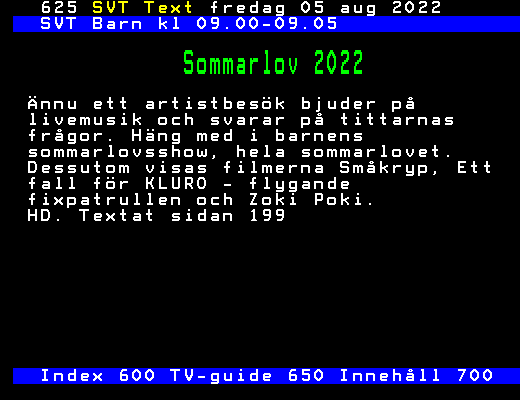 625 SVT Text fredag 05 aug 2022
SVT Barn kl 09.00-09.05
Sommarlov 2022
Ännu ett artistbesök bjuder på
livemusik och svarar på tittarnas
frågor. Häng med i barnens
sommarlovsshow, hela sommarlovet.
Dessutom visas filmerna Småkryp, Ett
fall för KLURO - flygande
fixpatrullen och Zoki Poki.
HD. Textat sidan 199
Index 600 TV-guide 650 Innehåll 700